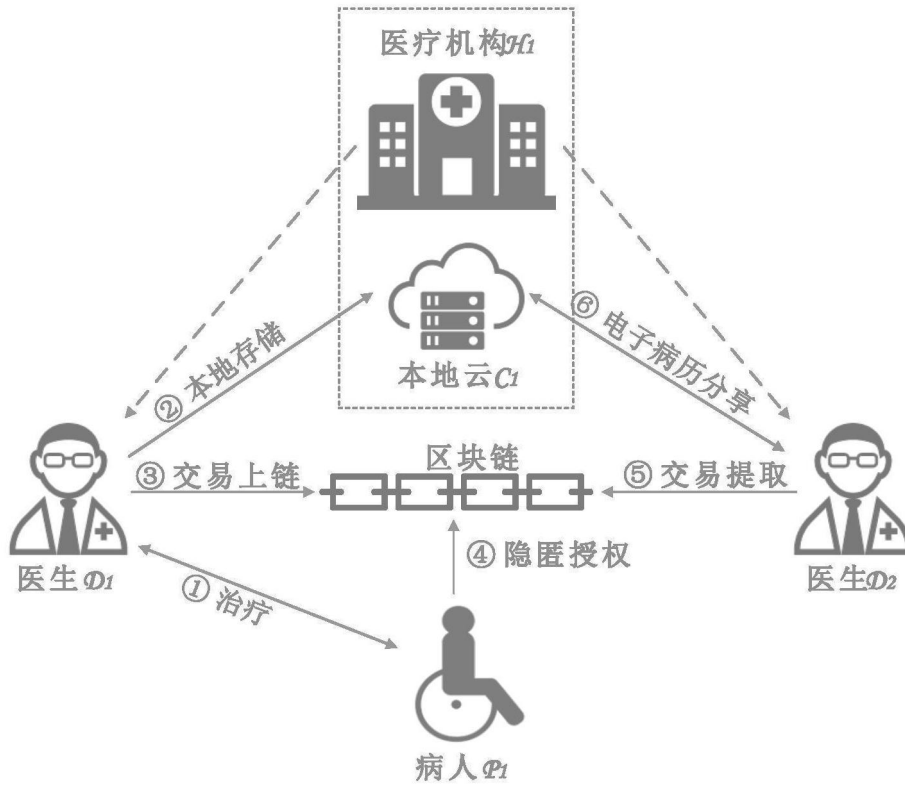 医疗机构H1
本地云C1
②本地存储
⑥电子病历分享
区块链
③交易上链
⑤交易提取
④隐匿授权
医生D1
医生D2
①治疗
病人P1